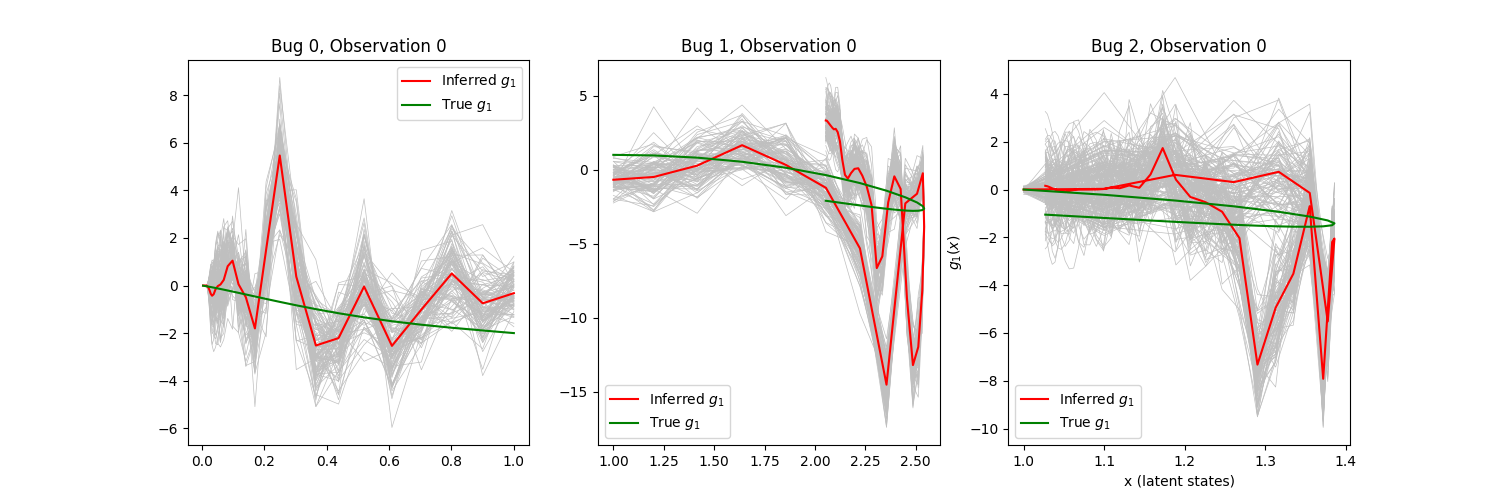 Bug 0, Observation 0
Inferred g₁
True g₁
8
6
4
2
0
−2
−4
−6
0.0 0.2 0.4 0.6 0.8 1.0
Bug 1, Observation 0
5
0
−5
−10
−15
Inferred g₁
True g₁
1.00 1.25 1.50 1.75 2.00 2.25 2.50
Bug 2, Observation 0
g₁(x)
4
2
0
−2
−4
−6
−8
−10
Inferred g₁
True g₁
1.0 1.1 1.2 1.3 1.4
x (latent states)